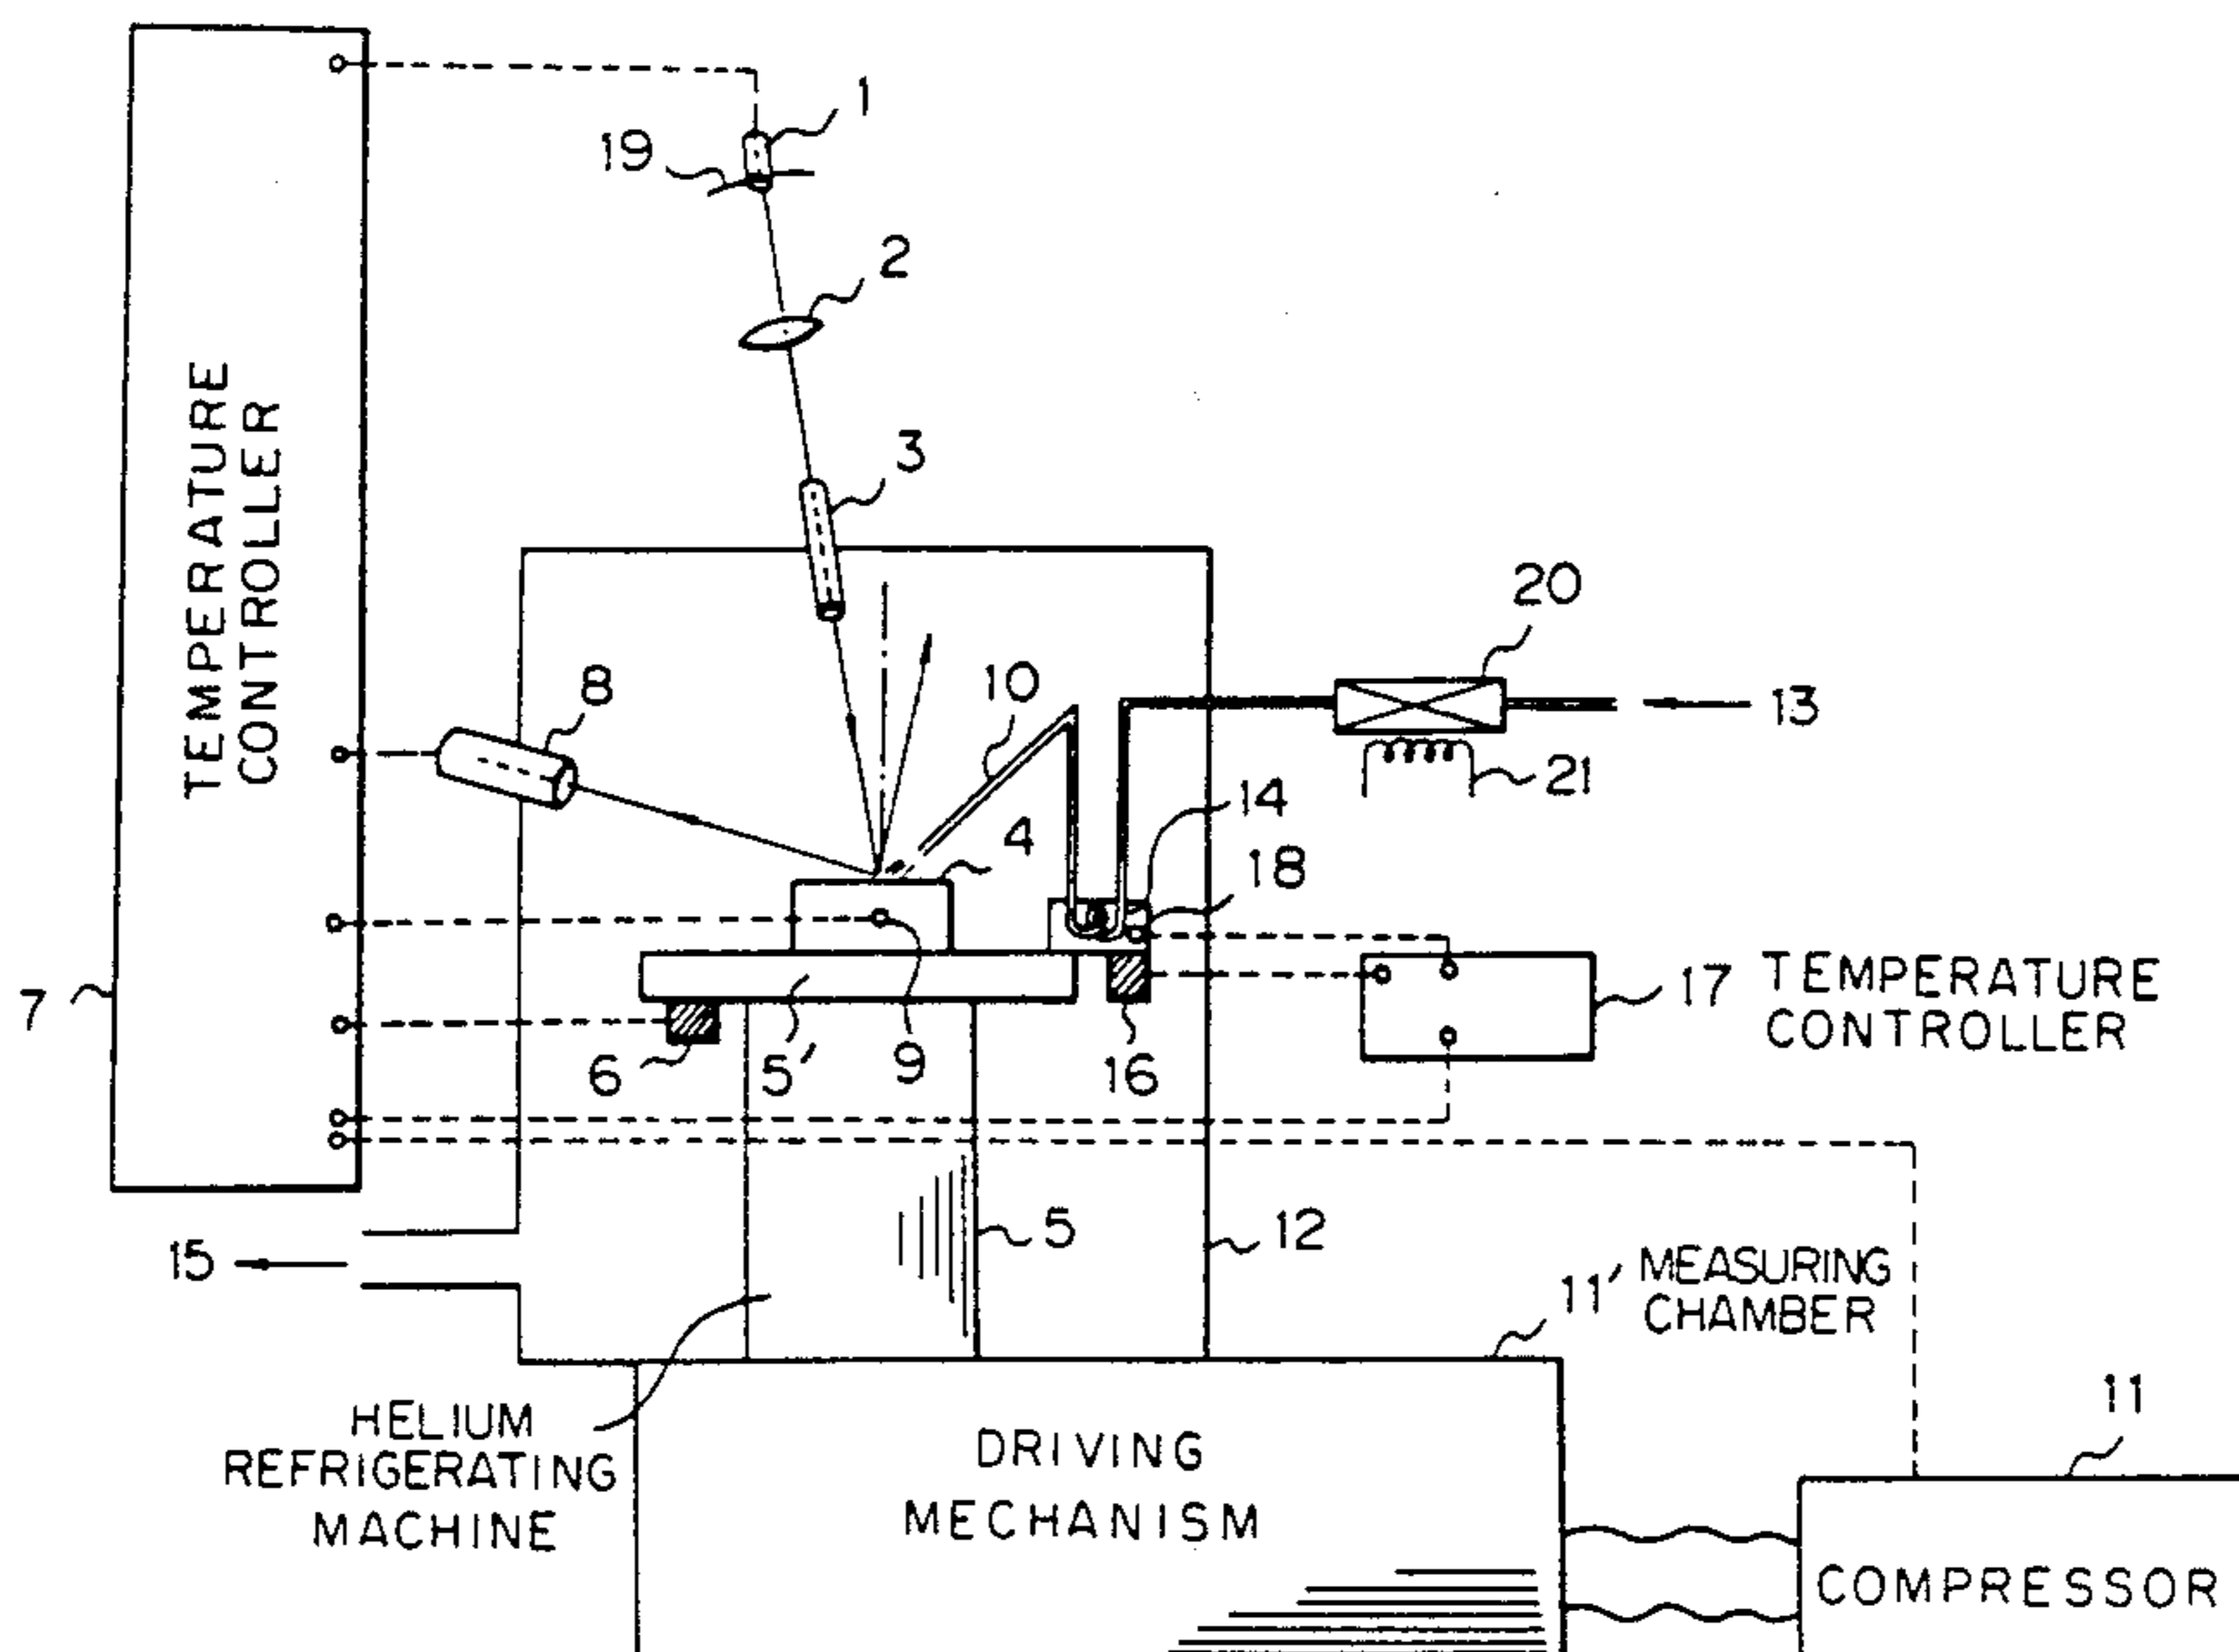 TEMPERATURE
CONTROLLER
1
19
2
3
20
8
10
13
21
14
4
18
7
17 TEMPERATURE
CONTROLLER
6
5'
9
16
5
12
15
11' MEASURING
CHAMBER
11
HELIUM
REFRIGERATING
MACHINE
DRIVING
MECHANISM
COMPRESSOR